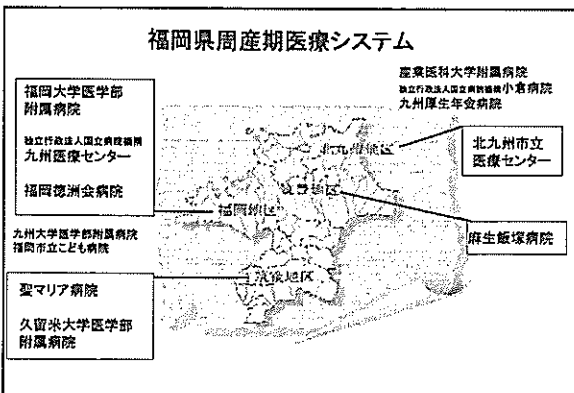 福岡県周産期医療システム
福岡大学医学部
附属病院
独立行政法人国立病院機構
九州医療センター
福岡徳洲会病院
九州大学医学部附属病院
福岡市立こども病院
聖マリア病院
久留米大学医学部
附属病院
産業医科大学附属病院
独立行政法人国立病院機構小倉病院
九州厚生年金病院
北九州市立
医療センター
麻生飯塚病院
北九州地区
筑豊地区
福岡地区
筑後地区